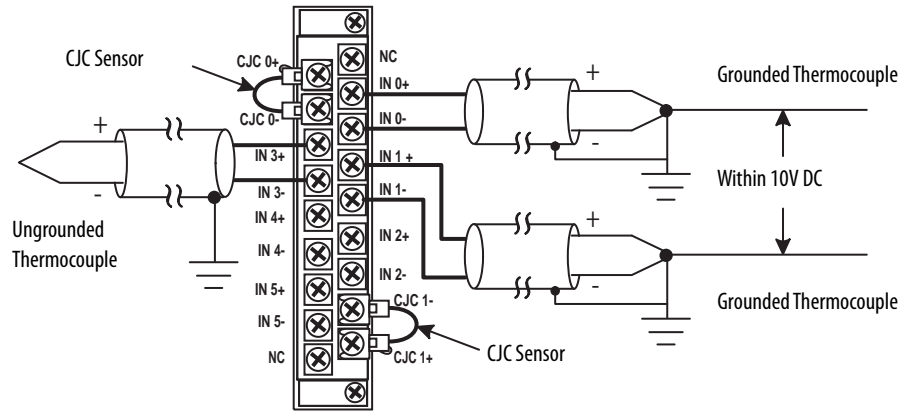 CJC Sensor
CJC 0+
NC
Grounded Thermocouple
IN 0+
+
CJC 0-
IN 0-
-
+
IN 3+
IN 1 +
Within 10V DC
IN 3-
-
IN 1-
+
Ungrounded
Thermocouple
IN 4+
IN 2+
IN 4-
IN 2-
-
IN 5+
CJC 1-
Grounded Thermocouple
IN 5-
NC
CJC 1+
CJC Sensor